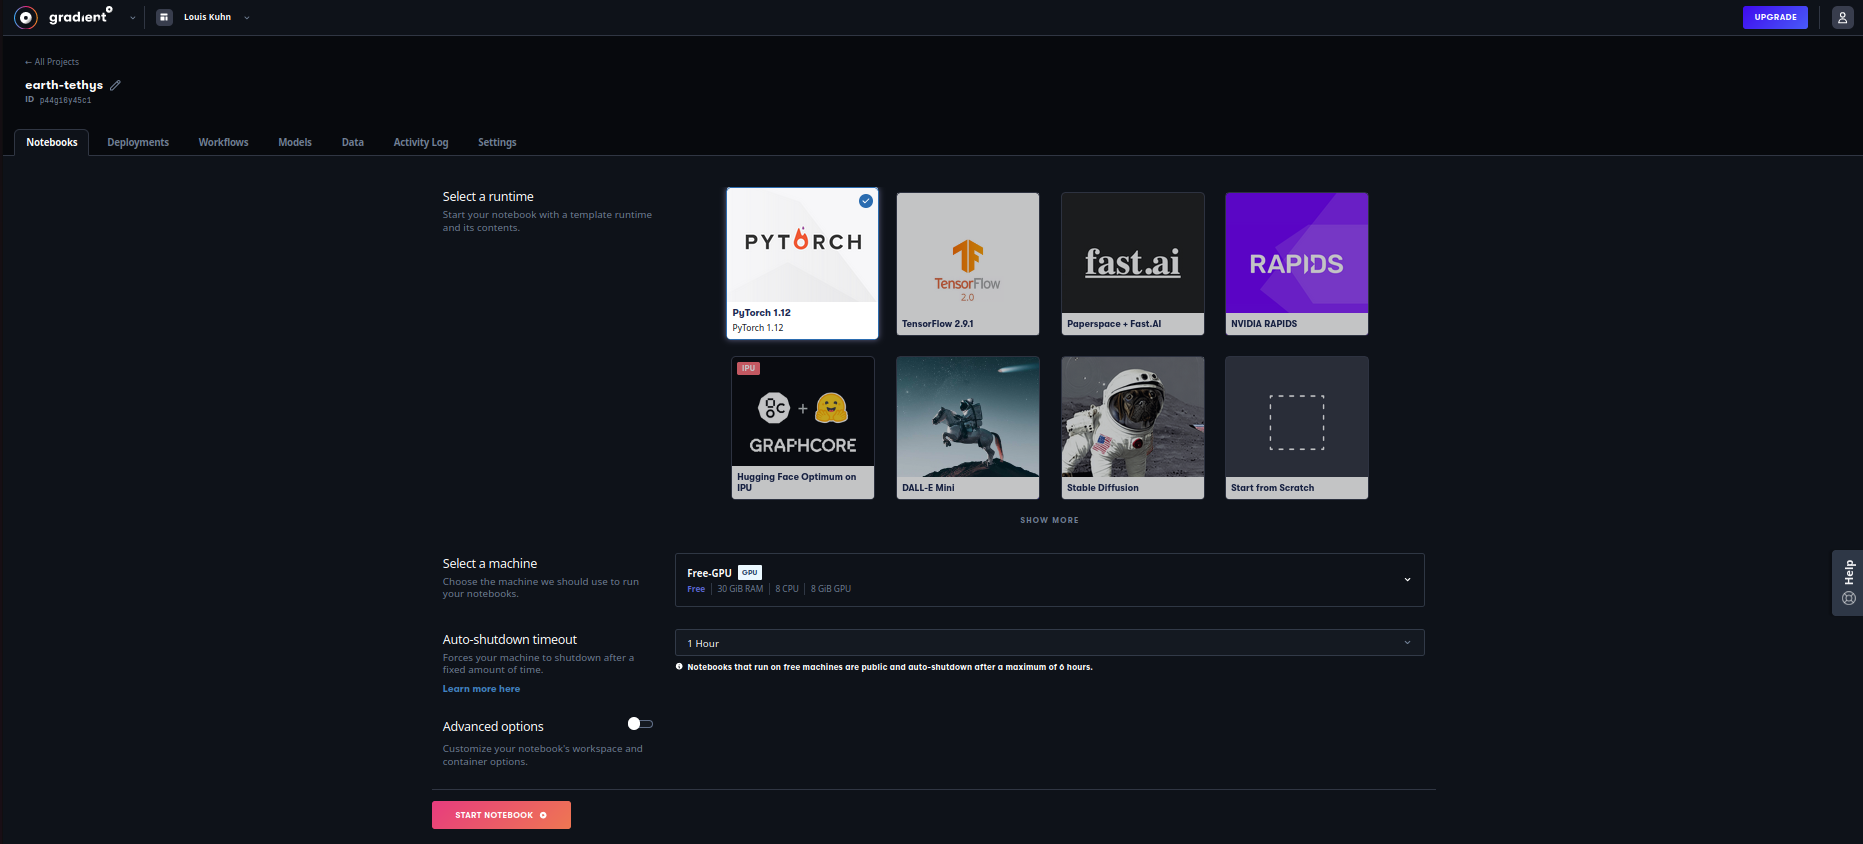 gradient
Louis Kuhn
UPGRADE
← All Projects
earth-tethys
ID p44gi8y45c1
Notebooks
Deployments
Workflows
Models
Data
Activity Log
Settings
Select a runtime
Start your notebook with a template runtime
and its contents.
PYTORCH
PyTorch 1.12
PyTorch 1.12
TensorFlow
2.0
TensorFlow 2.9.1
fast.ai
Paperspace + Fast.AI
RAPIDS
NVIDIA RAPIDS
IPU
GRAPHCORE
Hugging Face Optimum on
IPU
DALL-E Mini
Stable Diffusion
Start from Scratch
SHOW MORE
Select a machine
Choose the machine we should use to run
your notebooks.
Free-GPU GPU
Free | 30 GiB RAM | 8 CPU | 8 GiB GPU
Auto-shutdown timeout
Forces your machine to shutdown after a
fixed amount of time.
Learn more here
1 Hour
Notebooks that run on free machines are public and auto-shutdown after a maximum of 6 hours.
Advanced options
Customize your notebook's workspace and
container options.
START NOTEBOOK
Help